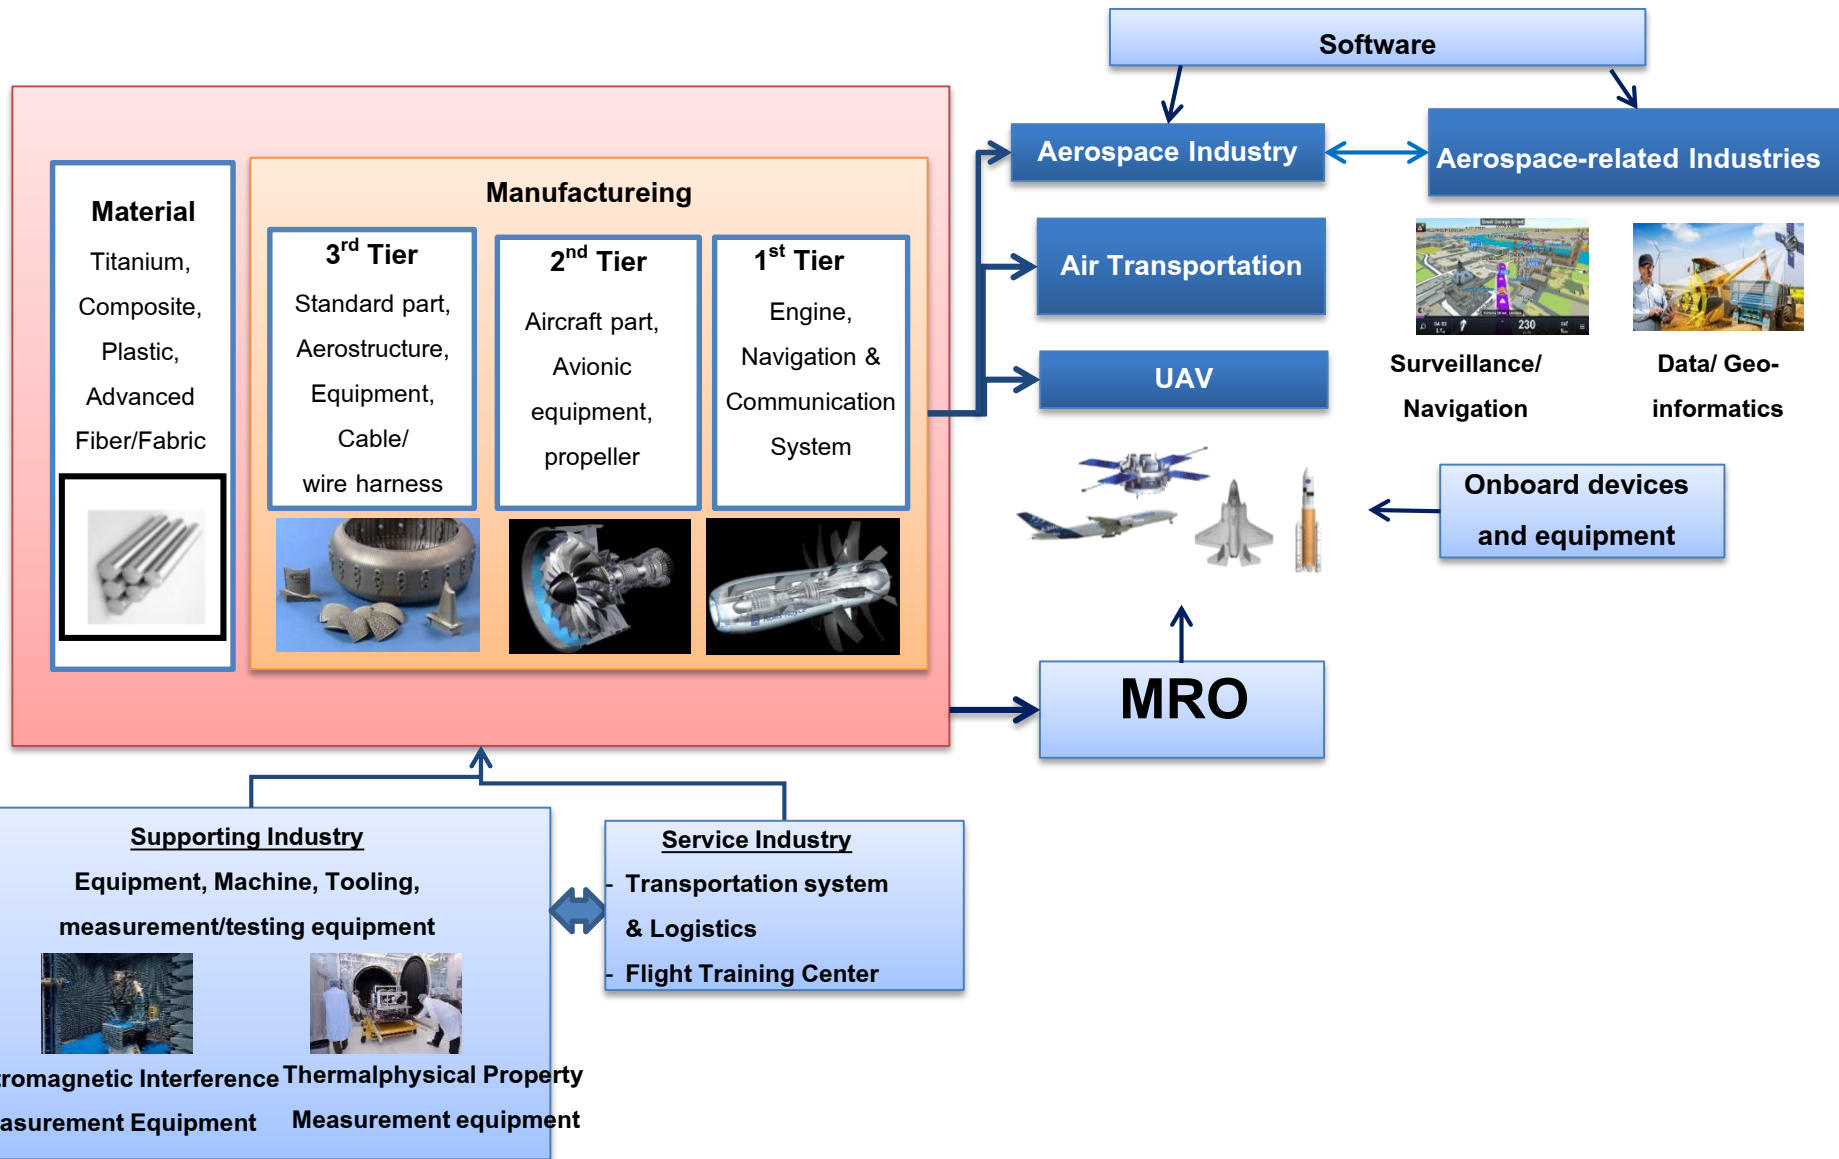 Software
Aerospace Industry
Aerospace-related Industries
Material
Titanium,
Composite,
Plastic,
Advanced
Fiber/Fabric
Manufactureing
3rd Tier
Standard part,
Aerostructure,
Equipment,
Cable/
wire harness
2nd Tier
Aircraft part,
Avionic
equipment,
propeller
1st Tier
Engine,
Navigation &
Communication
System
Air Transportation
UAV
Surveillance/
Navigation
Data/ Geo-
informatics
Onboard devices
and equipment
MRO
Supporting Industry
Equipment, Machine, Tooling,
measurement/testing equipment
tromagnetic Interference
asurement Equipment
Thermalphysical Property
Measurement equipment
Service Industry
- Transportation system
& Logistics
- Flight Training Center
230